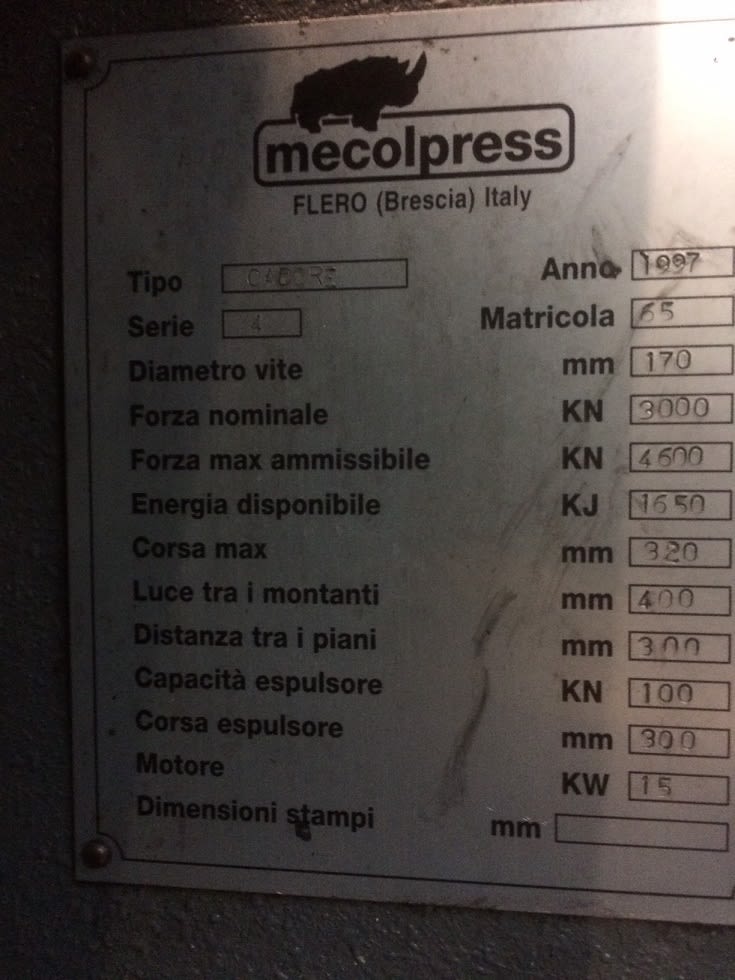 mecolpress
FLERO (Brescia) Italy
Tipo CADORE Anno 1997
Serie 4 Matricola 65
Diametro vite mm 170
Forza nominale KN 3000
Forza max ammissibile KN 4600
Energia disponibile KJ 1650
Corsa max mm 320
Luce tra i montanti mm 400
Distanza tra i piani mm 300
Capacità espulsore KN 100
Corsa espulsore mm 300
Motore KW 15
Dimensioni stampi mm